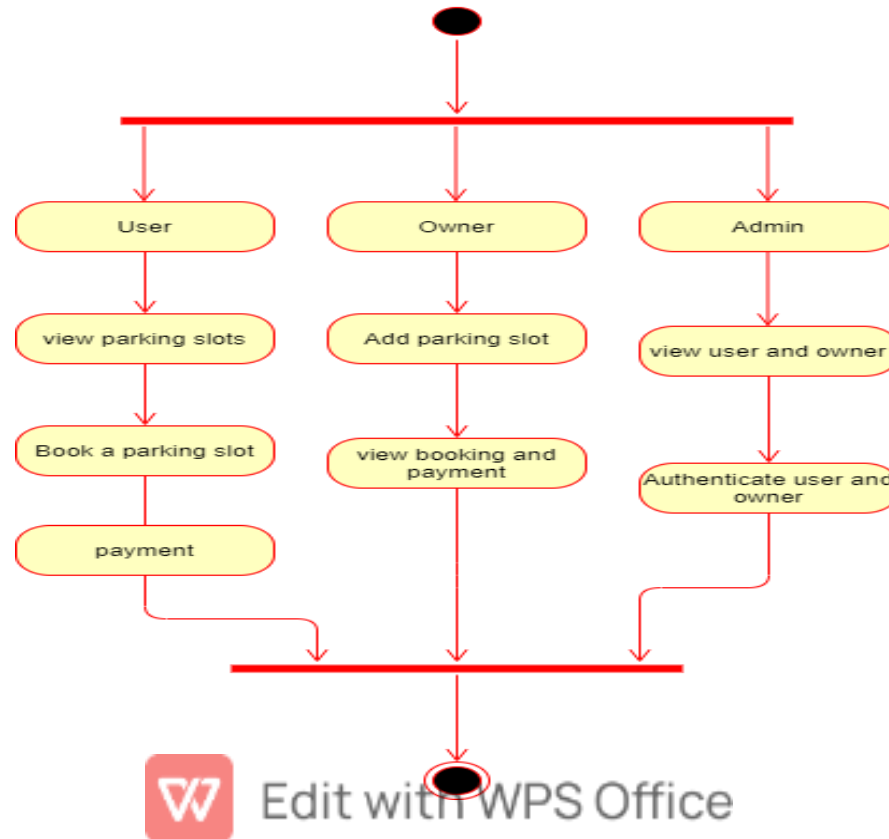 User
Owner
Admin
view parking slots
Add parking slot
view user and owner
Book a parking slot
view booking and
payment
Authenticate user and
owner
payment
Edit with WPS Office